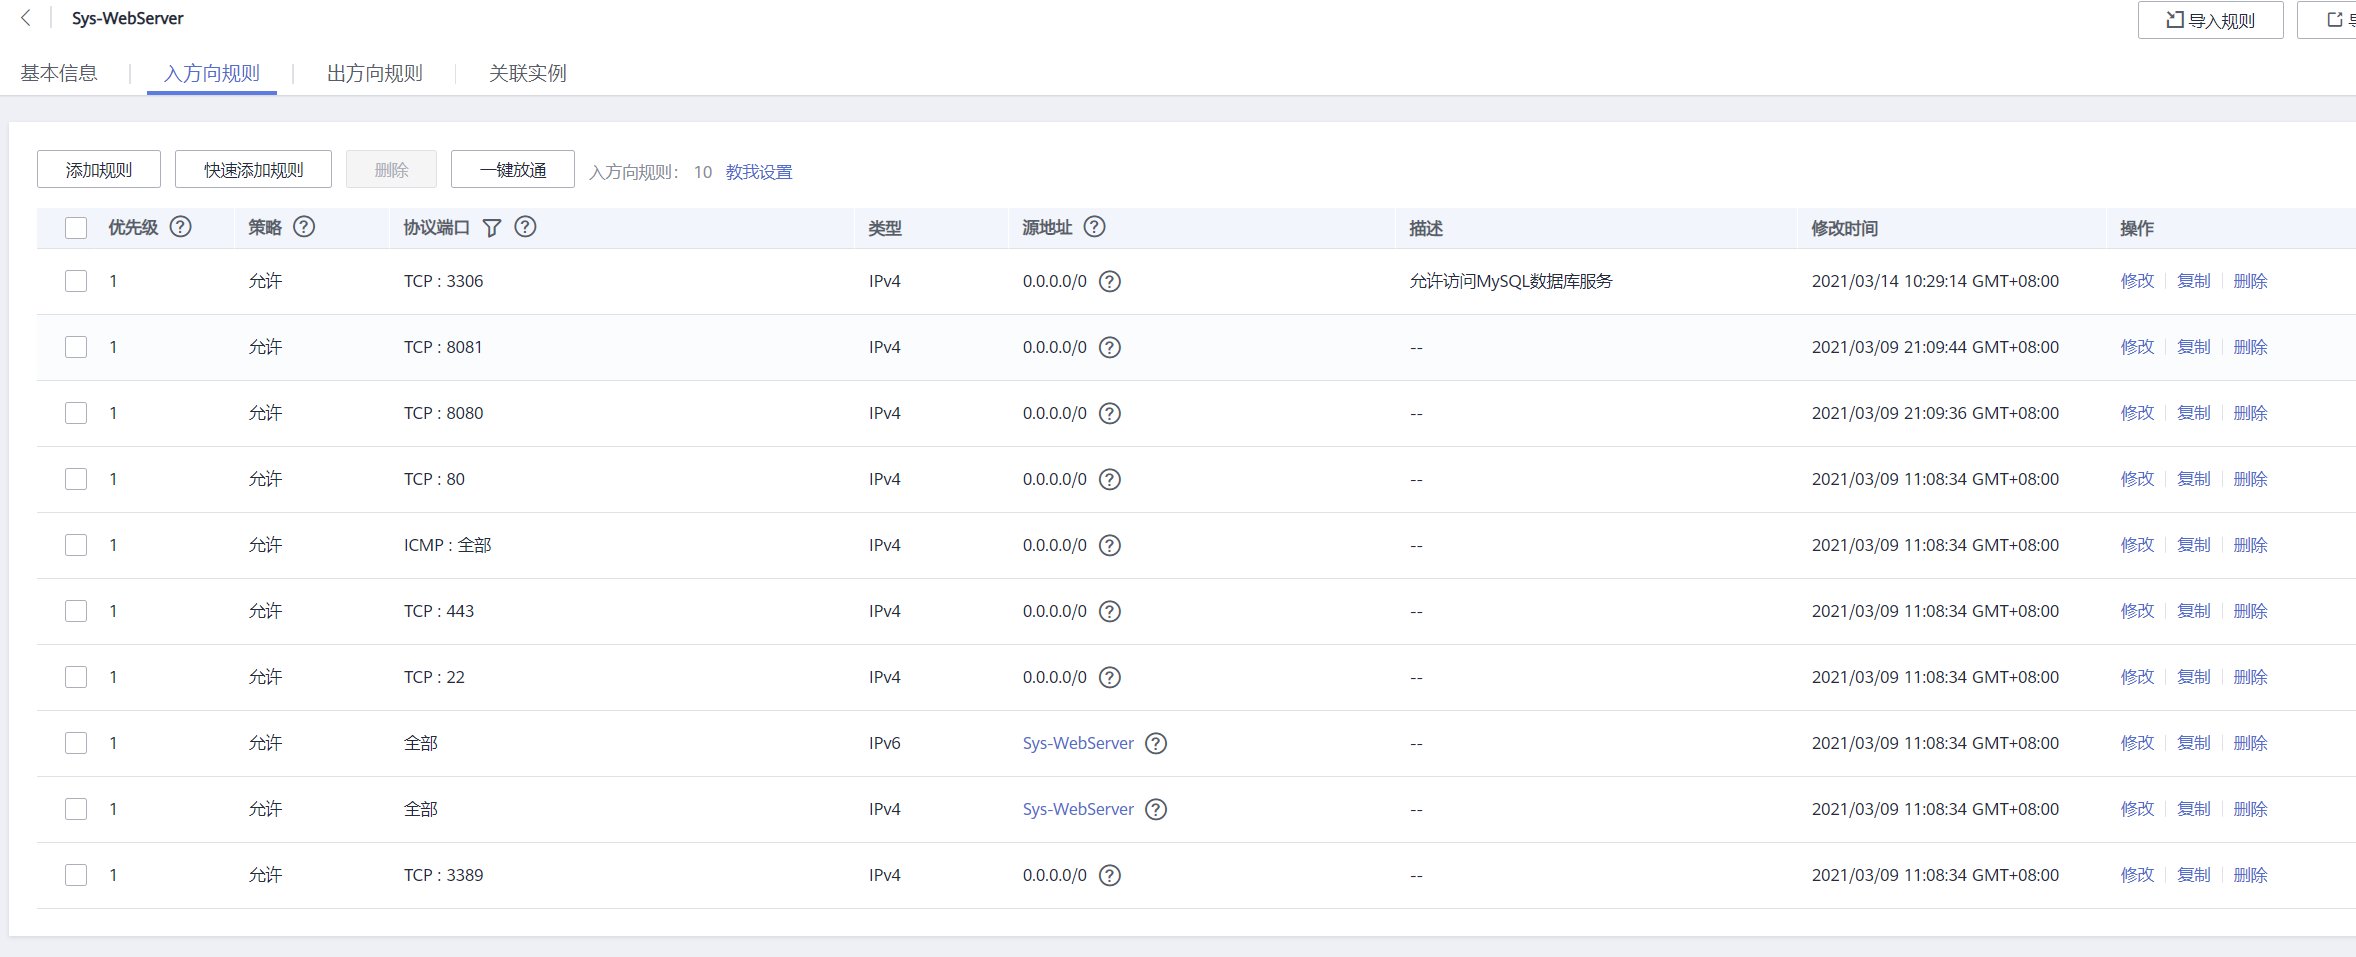 Sys-WebServer
导入规则
基本信息 入方向规则 出方向规则 关联实例
添加规则 快速添加规则 删除 一键放通 入方向规则： 10 教我设置
优先级 策略 协议端口 类型 源地址 描述 修改时间 操作
1 允许 TCP : 3306 IPv4 0.0.0.0/0 允许访问MySQL数据库服务 2021/03/14 10:29:14 GMT+08:00 修改 复制 删除
1 允许 TCP : 8081 IPv4 0.0.0.0/0 -- 2021/03/09 21:09:44 GMT+08:00 修改 复制 删除
1 允许 TCP : 8080 IPv4 0.0.0.0/0 -- 2021/03/09 21:09:36 GMT+08:00 修改 复制 删除
1 允许 TCP : 80 IPv4 0.0.0.0/0 -- 2021/03/09 11:08:34 GMT+08:00 修改 复制 删除
1 允许 ICMP : 全部 IPv4 0.0.0.0/0 -- 2021/03/09 11:08:34 GMT+08:00 修改 复制 删除
1 允许 TCP : 443 IPv4 0.0.0.0/0 -- 2021/03/09 11:08:34 GMT+08:00 修改 复制 删除
1 允许 TCP : 22 IPv4 0.0.0.0/0 -- 2021/03/09 11:08:34 GMT+08:00 修改 复制 删除
1 允许 全部 IPv6 Sys-WebServer -- 2021/03/09 11:08:34 GMT+08:00 修改 复制 删除
1 允许 全部 IPv4 Sys-WebServer -- 2021/03/09 11:08:34 GMT+08:00 修改 复制 删除
1 允许 TCP : 3389 IPv4 0.0.0.0/0 -- 2021/03/09 11:08:34 GMT+08:00 修改 复制 删除